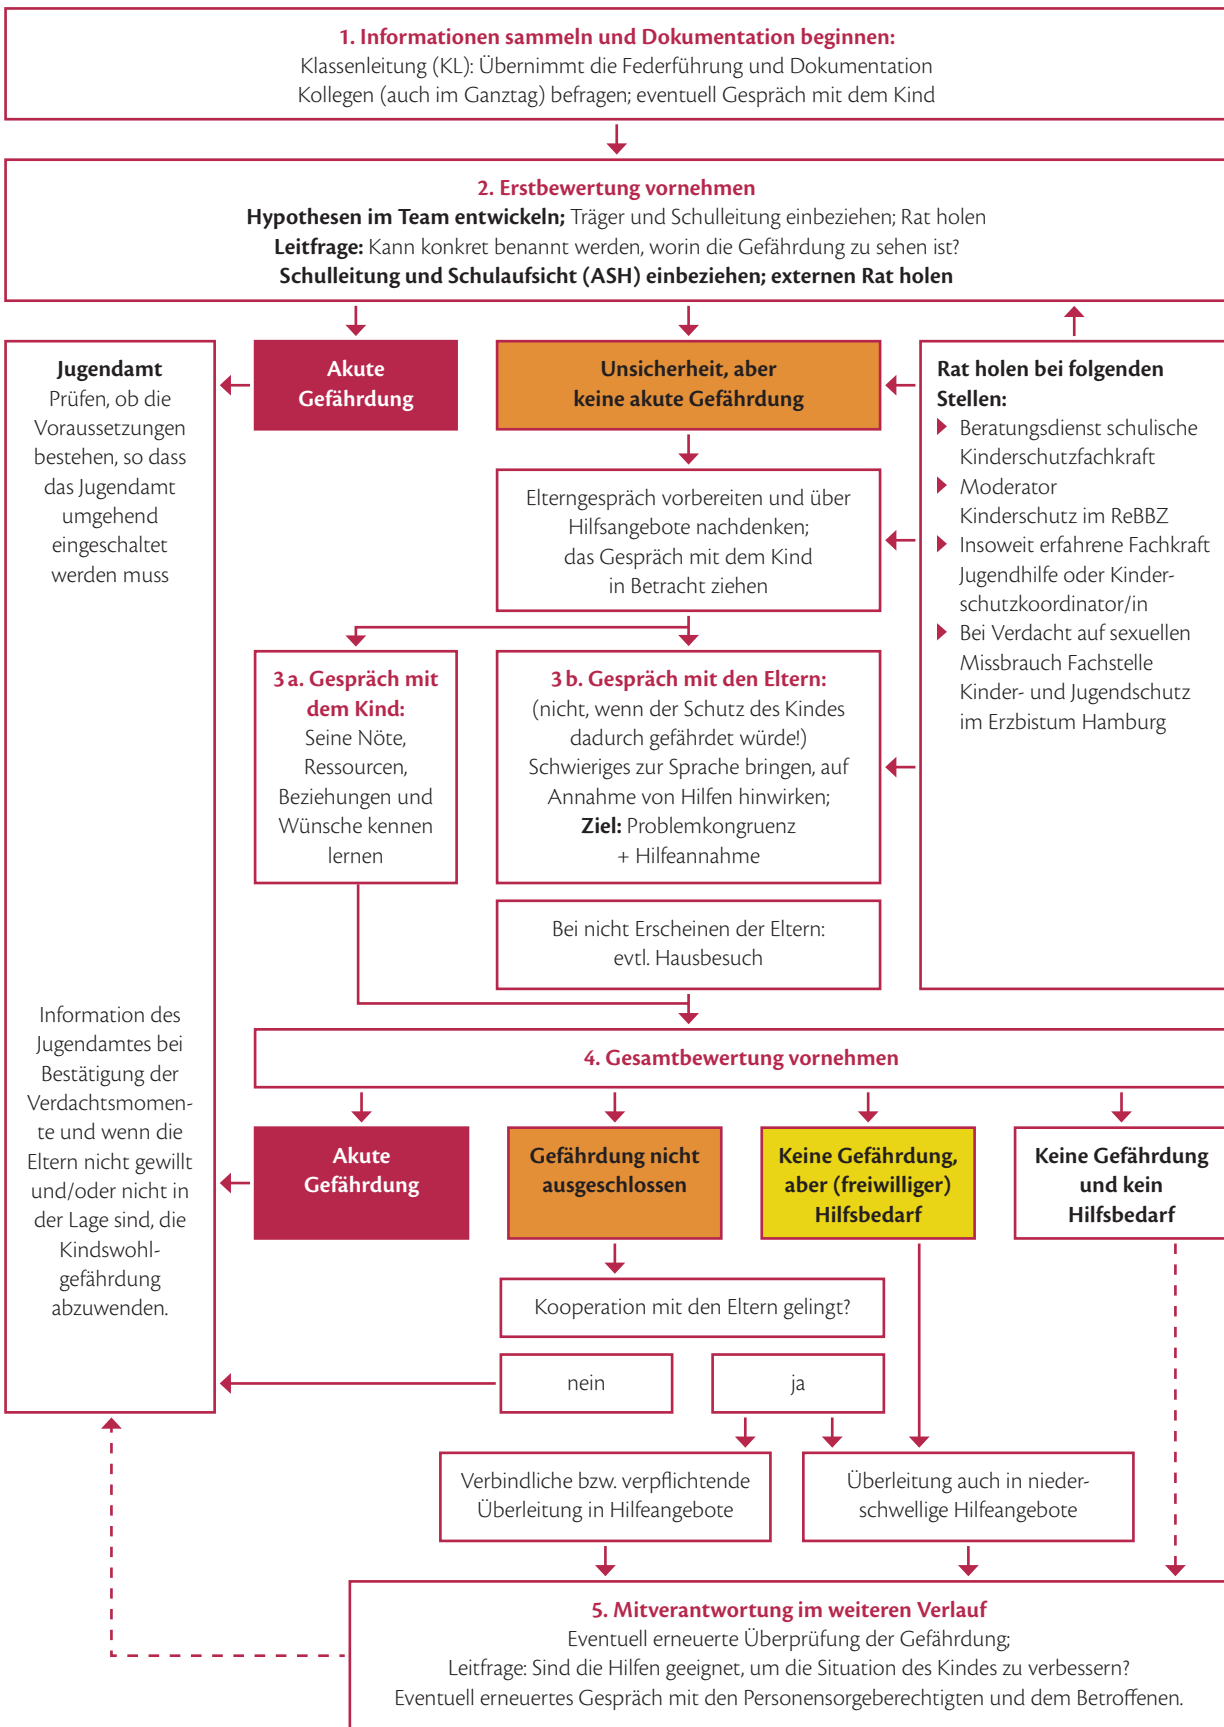 1. Informationen sammeln und Dokumentation beginnen:
Klassenleitung (KL): Übernimmt die Federführung und Dokumentation
Kollegen (auch im Ganztag) befragen; eventuell Gespräch mit dem Kind
2. Erstbewertung vornehmen
Hypothesen im Team entwickeln; Träger und Schulleitung einbeziehen; Rat holen
Leitfrage: Kann konkret benannt werden, worin die Gefährdung zu sehen ist?
Schulleitung und Schulaufsicht (ASH) einbeziehen; externen Rat holen
Jugendamt
Prüfen, ob die
Voraussetzungen
bestehen, so dass
das Jugendamt
umgehend
eingeschaltet
werden muss
Akute
Gefährdung
Unsicherheit, aber
keine akute Gefährdung
Rat holen bei folgenden
Stellen:
Beratungsdienst schulische
Kinderschutzfachkraft
Moderator
Kinderschutz im ReBBZ
Insoweit erfahrene Fachkraft
Jugendhilfe oder Kinder-
schutzkoordinator/in
Bei Verdacht auf sexuellen
Missbrauch Fachstelle
Kinder- und Jugendschutz
im Erzbistum Hamburg
Elterngespräch vorbereiten und über
Hilfsangebote nachdenken;
das Gespräch mit dem Kind
in Betracht ziehen
3 a. Gespräch mit
dem Kind:
Seine Nöte,
Ressourcen,
Beziehungen und
Wünsche kennen
lernen
3 b. Gespräch mit den Eltern:
(nicht, wenn der Schutz des Kindes
dadurch gefährdet würde!)
Schwieriges zur Sprache bringen, auf
Annahme von Hilfen hinwirken;
Ziel: Problemkongruenz
+ Hilfeannahme
Bei nicht Erscheinen der Eltern:
evtl. Hausbesuch
Information des
Jugendamtes bei
Bestätigung der
Verdachtsmomen-
te und wenn die
Eltern nicht gewillt
und/oder nicht in
der Lage sind, die
Kindswohl-
gefährdung
abzuwenden.
4. Gesamtbewertung vornehmen
Akute
Gefährdung
Gefährdung nicht
ausgeschlossen
Keine Gefährdung,
aber (freiwilliger)
Hilfsbedarf
Keine Gefährdung
und kein
Hilfsbedarf
Kooperation mit den Eltern gelingt?
nein
ja
Verbindliche bzw. verpflichtende
Überleitung in Hilfeangebote
Überleitung auch in nieder-
schwellige Hilfeangebote
5. Mitverantwortung im weiteren Verlauf
Eventuell erneuerte Überprüfung der Gefährdung;
Leitfrage: Sind die Hilfen geeignet, um die Situation des Kindes zu verbessern?
Eventuell erneuertes Gespräch mit den Personensorgeberechtigten und dem Betroffenen.